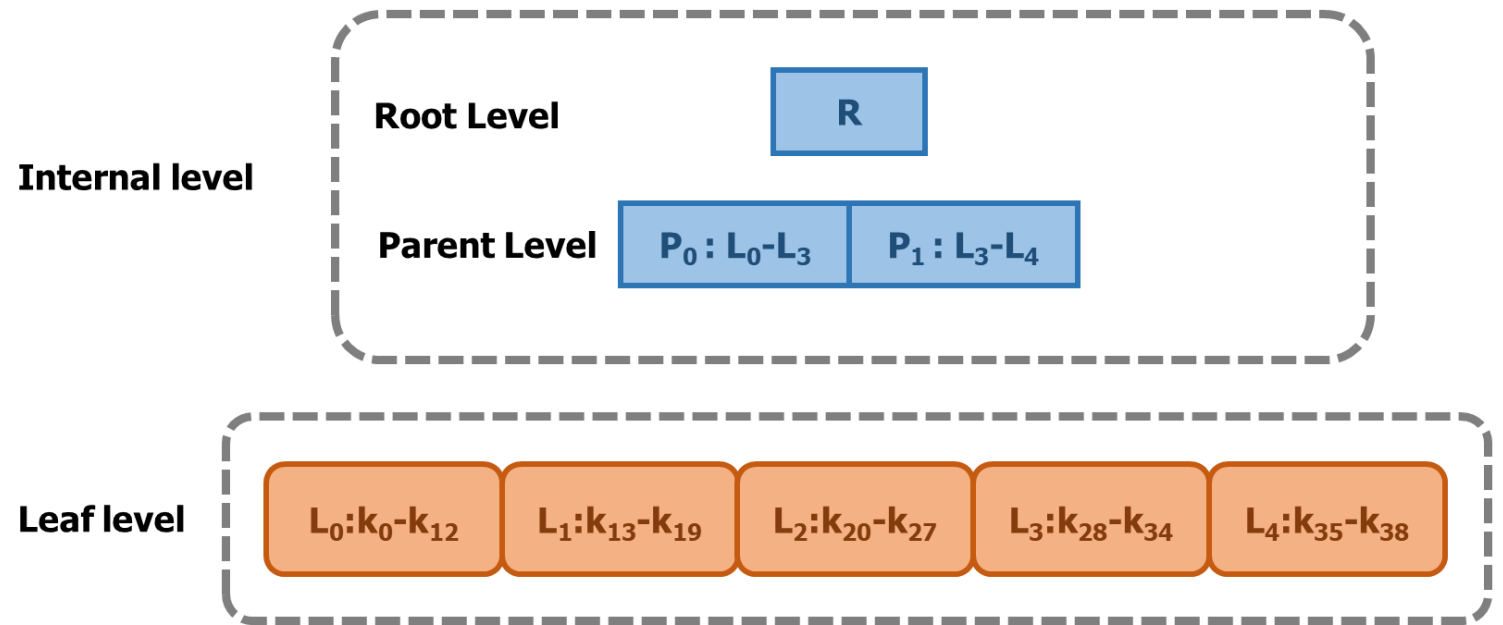 Root Level
R
Internal level
Parent Level
P₀ : L₀-L₃
P₁ : L₃-L₄
Leaf level
L₀:k₀-k₁₂
L₁:k₁₃-k₁₉
L₂:k₂₀-k₂₇
L₃:k₂₈-k₃₄
L₄:k₃₅-k₃₈